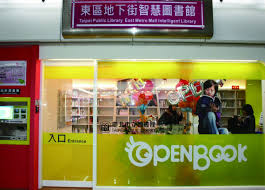 東區地下街智慧圖書館
Taipei Public Library East Metro Mall Intelligent Library
入口
Entrance
OPENBOOK